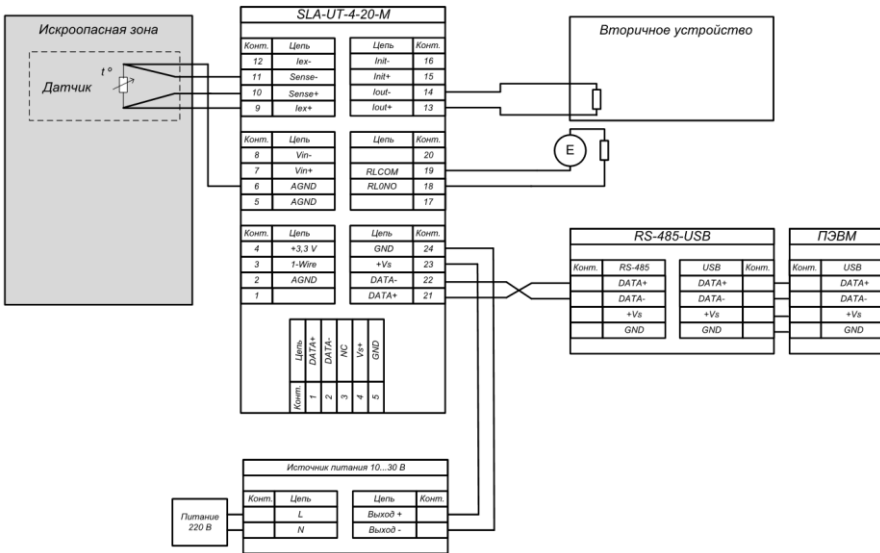 SLA-UT-4-20-M
Искроопасная зона
Датчик
t °
Конт. Цепь Цепь Конт.
12 Iex- Init- 16
11 Sense- Init+ 15
10 Sense+ Iout- 14
9 Iex+ Iout+ 13
Конт. Цепь Цепь Конт.
8 Vin- 20
7 Vin+ RLCOM 19
6 AGND RL0NO 18
5 AGND 17
Конт. Цепь Цепь Конт.
4 +3,3 V GND 24
3 1-Wire +Vs 23
2 AGND DATA- 22
1 DATA+ 21
Конт. Цепь
1 DATA+
2 DATA-
3 NC
4 Vs+
5 GND
Вторичное устройство
E
RS-485-USB
Конт. RS-485 USB Конт.
DATA+ DATA+
DATA- DATA-
+Vs +Vs
GND GND
ПЭВМ
Конт. USB
DATA+
DATA-
+Vs
GND
Источник питания 10...30 В
Конт. Цепь Цепь Конт.
L Выход +
N Выход -
Питание
220 В